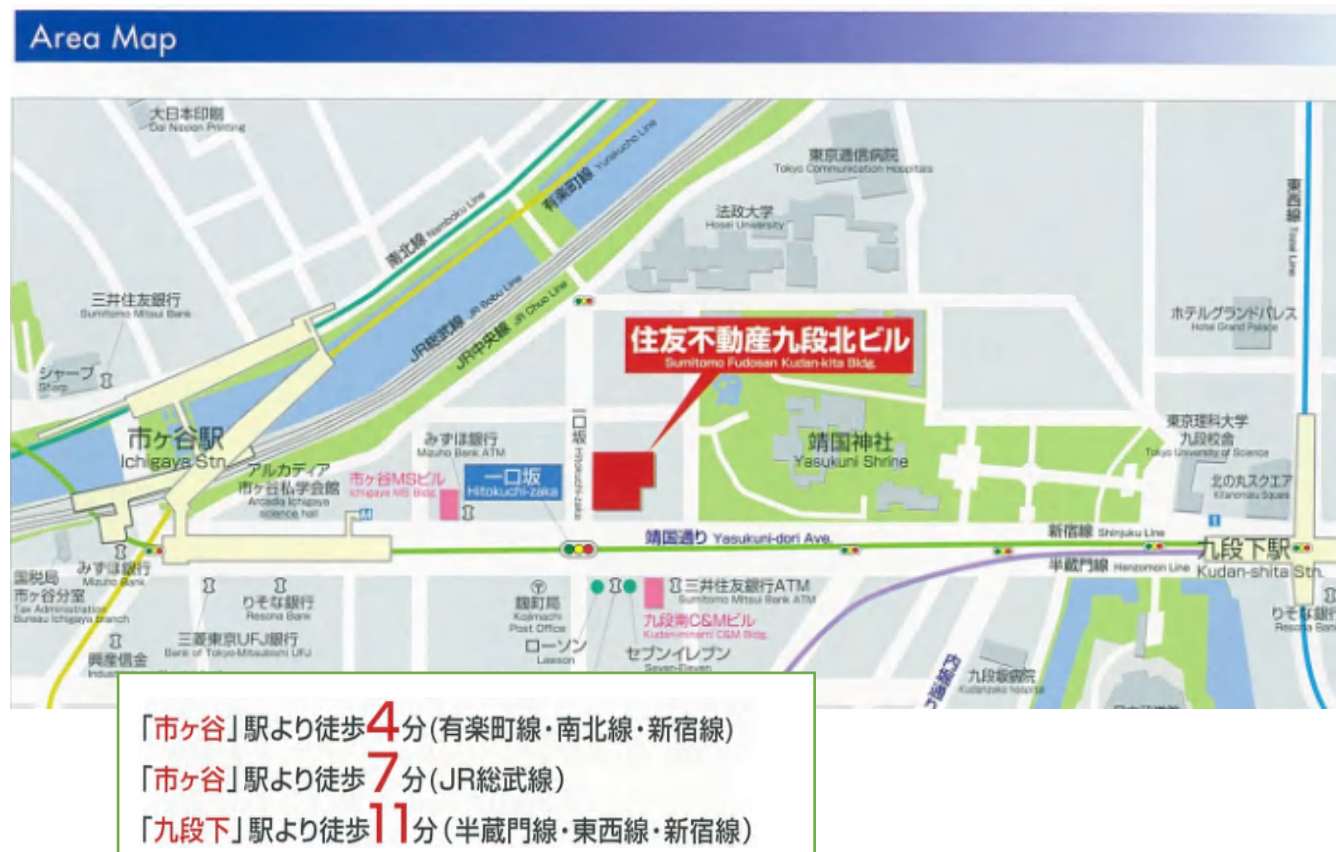 Area Map
大日本印刷
Dai Nippon Printing
東京逓信病院
Tokyo Communication Hospitals
法政大学
Hosei University
有楽町線 Yurakucho Line
南北線 Namboku Line
東西線 Tozai Line
三井住友銀行
Sumitomo Mitsui Bank
JR総武線 JR Sobu Line
JR中央線 JR Chuo Line
ホテルグランドパレス
Hotel Grand Palace
住友不動産九段北ビル
Sumitomo Fudosan Kudan-kita Bldg.
シャープ
Sharp
市ヶ谷駅
Ichigaya Stn.
みずほ銀行
Mizuho Bank ATM
一口坂 Hitokuchi-zaka
靖国神社
Yasukuni Shrine
東京理科大学
九段校舎
Tokyo University of Science
アルカディア
市ヶ谷私学会館
Arcadia Ichigaya
science hall
市ヶ谷MSビル
Ichigaya MS Bldg.
一口坂
Hitokuchi-zaka
北の丸スクエア
Kitanomaru Square
A4
1
靖国通り Yasukuni-dori Ave.
新宿線 Shinjuku Line
半蔵門線 Hanzomon Line
九段下駅
Kudan-shita Stn.
みずほ銀行
Mizuho Bank
国税局
市ヶ谷分室
Tax Administration
Bureau Ichigaya branch
りそな銀行
Resona Bank
三菱東京UFJ銀行
Bank of Tokyo-Mitsubishi UFJ
興産信金
麹町局
Kojimachi
Post Office
三井住友銀行ATM
Sumitomo Mitsui Bank ATM
九段南C&Mビル
Kudan-minami C&M Bldg.
ローソン
Lawson
セブンイレブン
Seven-Eleven
りそな銀行
Resona Bank
九段坂病院
Kudanzaka hospital
「市ヶ谷」駅より徒歩4分(有楽町線・南北線・新宿線)
「市ヶ谷」駅より徒歩7分(JR総武線)
「九段下」駅より徒歩11分(半蔵門線・東西線・新宿線)